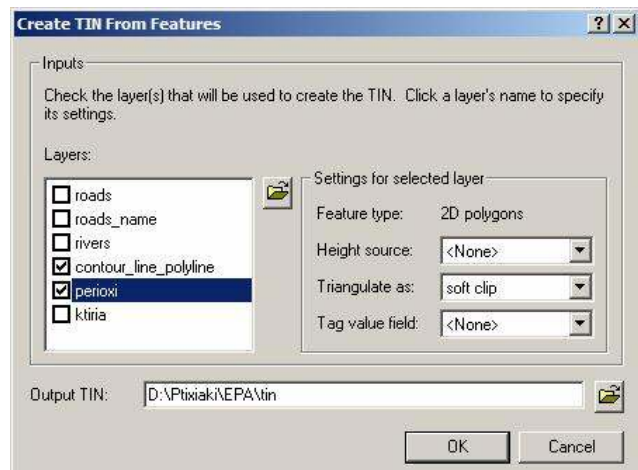 Create TIN From Features
Inputs
Check the layer(s) that will be used to create the TIN. Click a layer's name to specify
its settings.
Layers:
roads
roads_name
rivers
contour_line_polyline
perioxi
ktiria
Settings for selected layer
Feature type: 2D polygons
Height source: <None>
Triangulate as: soft clip
Tag value field: <None>
Output TIN: D:\Ptixiaki\EPA\tin
OK Cancel